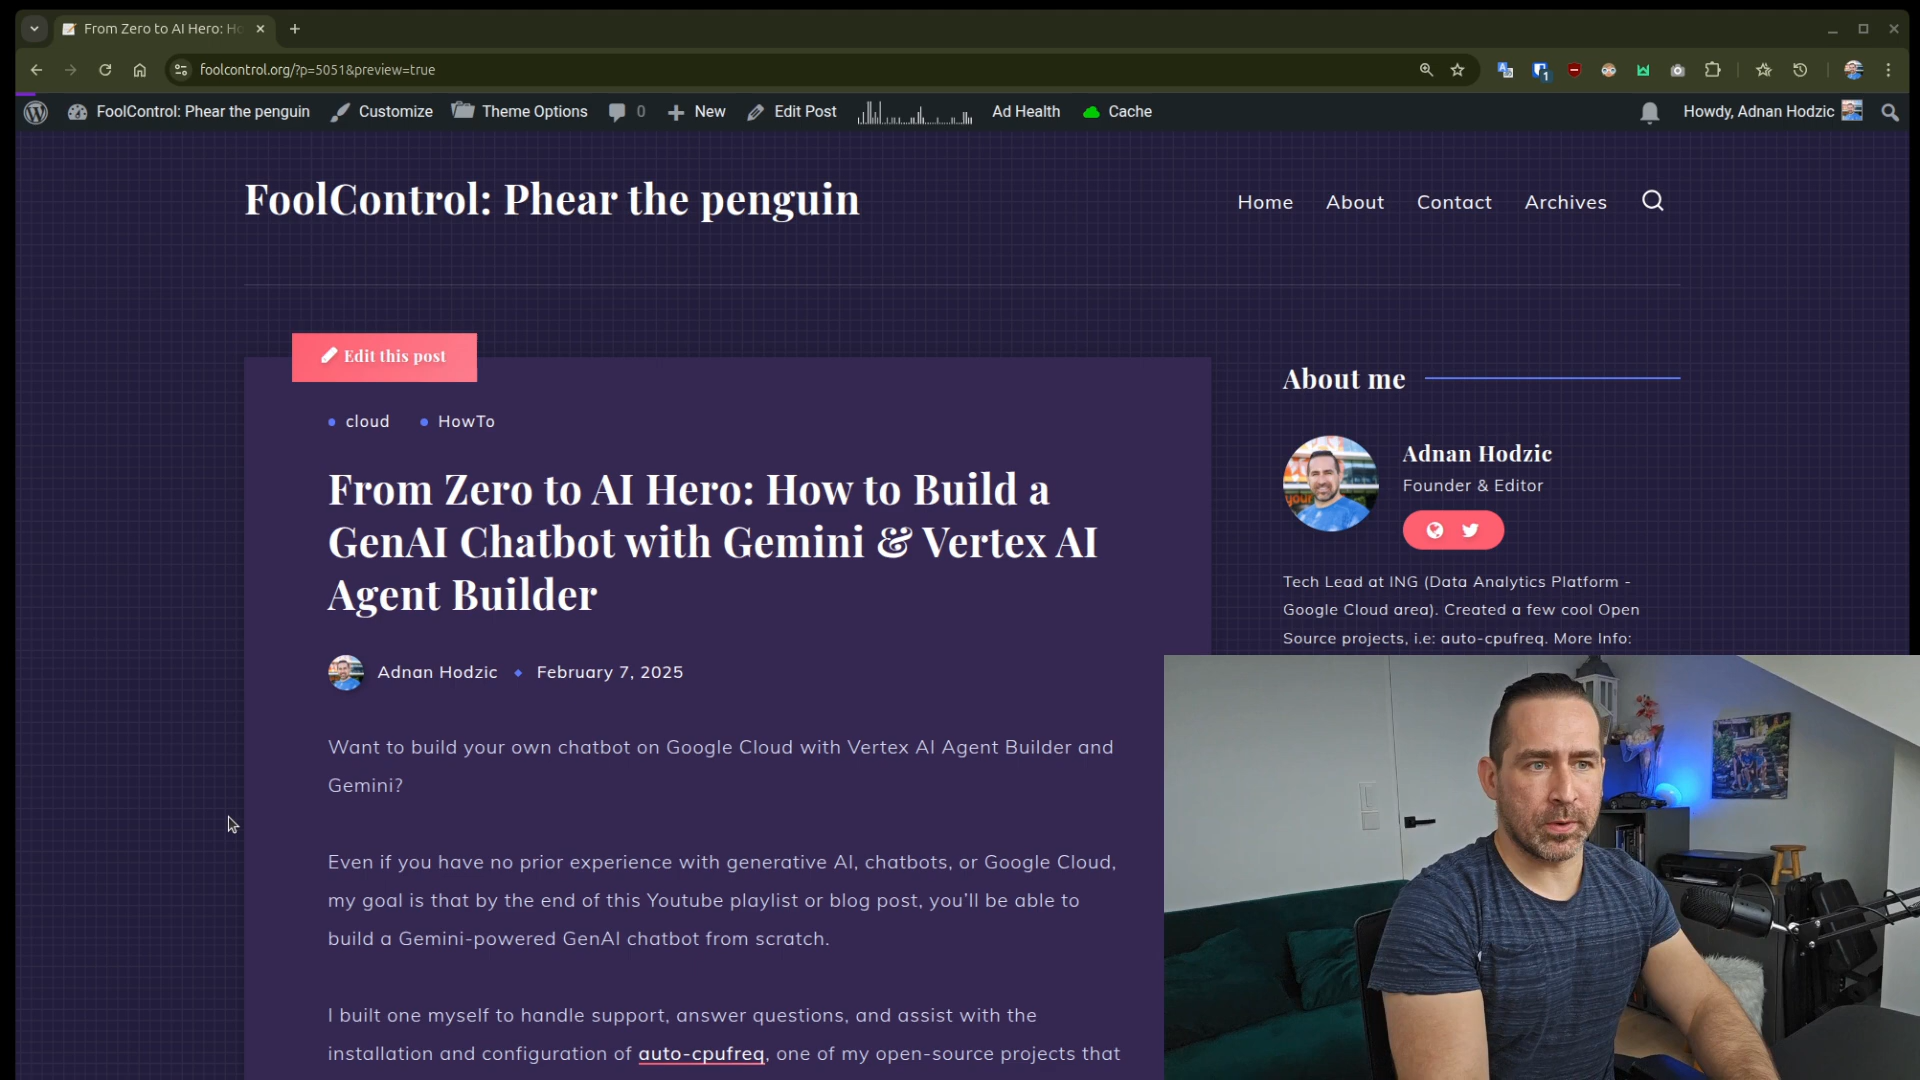 From Zero to AI Hero: Ho
foolcontrol.org/?p=5051&preview=true
1
FoolControl: Phear the penguin
Customize
Theme Options
0
New
Edit Post
Ad Health
Cache
Howdy, Adnan Hodzic
FoolControl: Phear the penguin
Home
About
Contact
Archives
Edit this post
cloud
HowTo
From Zero to AI Hero: How to Build a
GenAI Chatbot with Gemini & Vertex AI
Agent Builder
Adnan Hodzic
February 7, 2025
Want to build your own chatbot on Google Cloud with Vertex AI Agent Builder and
Gemini?
Even if you have no prior experience with generative AI, chatbots, or Google Cloud,
my goal is that by the end of this Youtube playlist or blog post, you’ll be able to
build a Gemini-powered GenAI chatbot from scratch.
I built one myself to handle support, answer questions, and assist with the
installation and configuration of auto-cpufreq, one of my open-source projects that
About me
your
Adnan Hodzic
Founder & Editor
Tech Lead at ING (Data Analytics Platform -
Google Cloud area). Created a few cool Open
Source projects, i.e: auto-cpufreq. More Info: